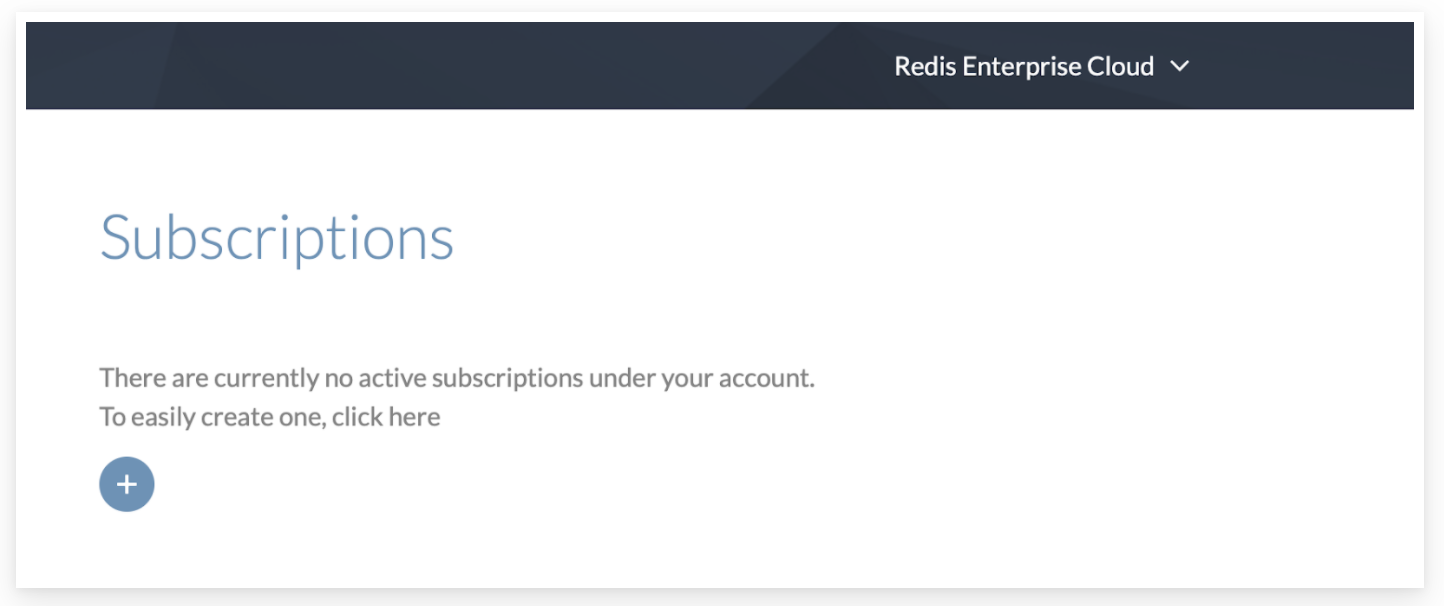 Redis Enterprise Cloud
Subscriptions
There are currently no active subscriptions under your account.
To easily create one, click here
+